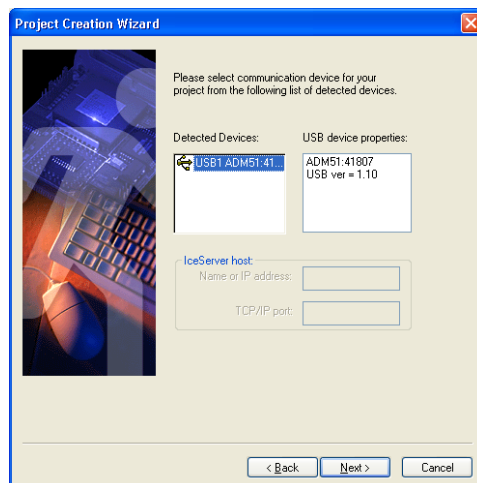 Project Creation Wizard
Please select communication device for your
project from the following list of detected devices.
Detected Devices:
USB device properties:
USB1 ADM51:41...
ADM51:41807
USB ver = 1.10
IceServer host:
Name or IP address:
TCP/IP port:
< Back
Next >
Cancel